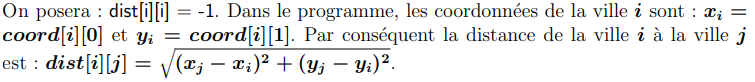 On posera : dist[i][i] = -1. Dans le programme, les coordonnées de la ville i sont : xᵢ =
coord[i][0] et yᵢ = coord[i][1]. Par conséquent la distance de la ville i à la ville j
est : dist[i][j] = √((xⱼ − xᵢ)² + (yⱼ − yᵢ)²).